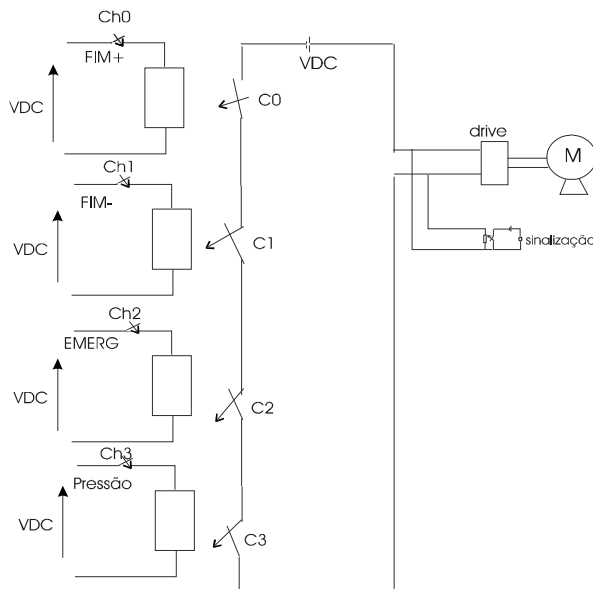 Ch0
FIM+
VDC
C0
VDC
drive
M
Ch1
FIM-
VDC
C1
sinalização
Ch2
EMERG
VDC
C2
Ch3
Pressão
VDC
C3